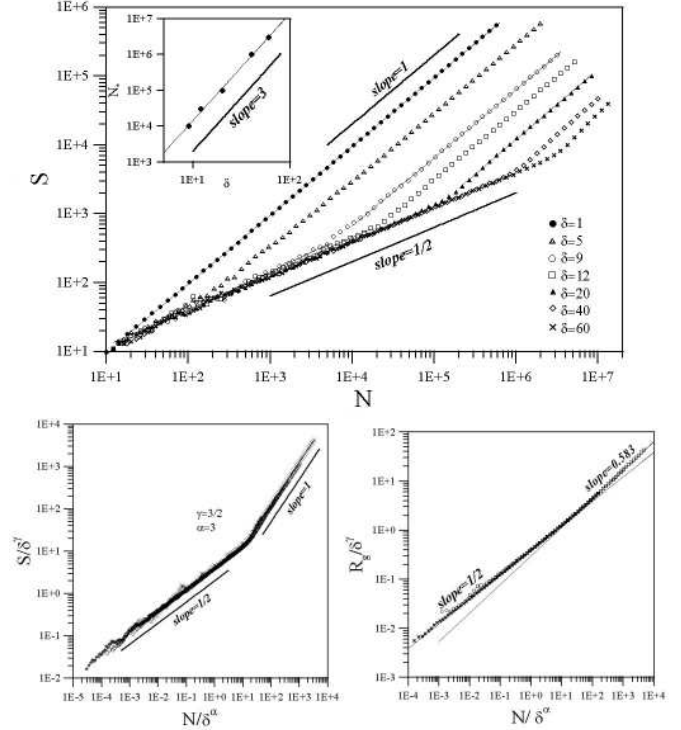 1E+6
1E+5
1E+4
1E+3
1E+2
1E+1
S
1E+7
1E+6
1E+5
1E+4
1E+3
N*
1E+1
1E+2
δ
slope=3
slope=1
slope=1/2
δ=1
δ=5
δ=9
δ=12
δ=20
δ=40
δ=60
1E+1 1E+2 1E+3 1E+4 1E+5 1E+6 1E+7
N
1E+4
1E+3
1E+2
1E+1
1E+0
1E-1
1E-2
S/δ^γ
γ=3/2
α=3
slope=1
slope=1/2
1E-5 1E-4 1E-3 1E-2 1E-1 1E+0 1E+1 1E+2 1E+3 1E+4
N/δ^α
1E+2
1E+1
1E+0
1E-1
1E-2
1E-3
R_g/δ^γ
slope=0.583
slope=1/2
1E-4 1E-3 1E-2 1E-1 1E+0 1E+1 1E+2 1E+3 1E+4
N/ δ^α